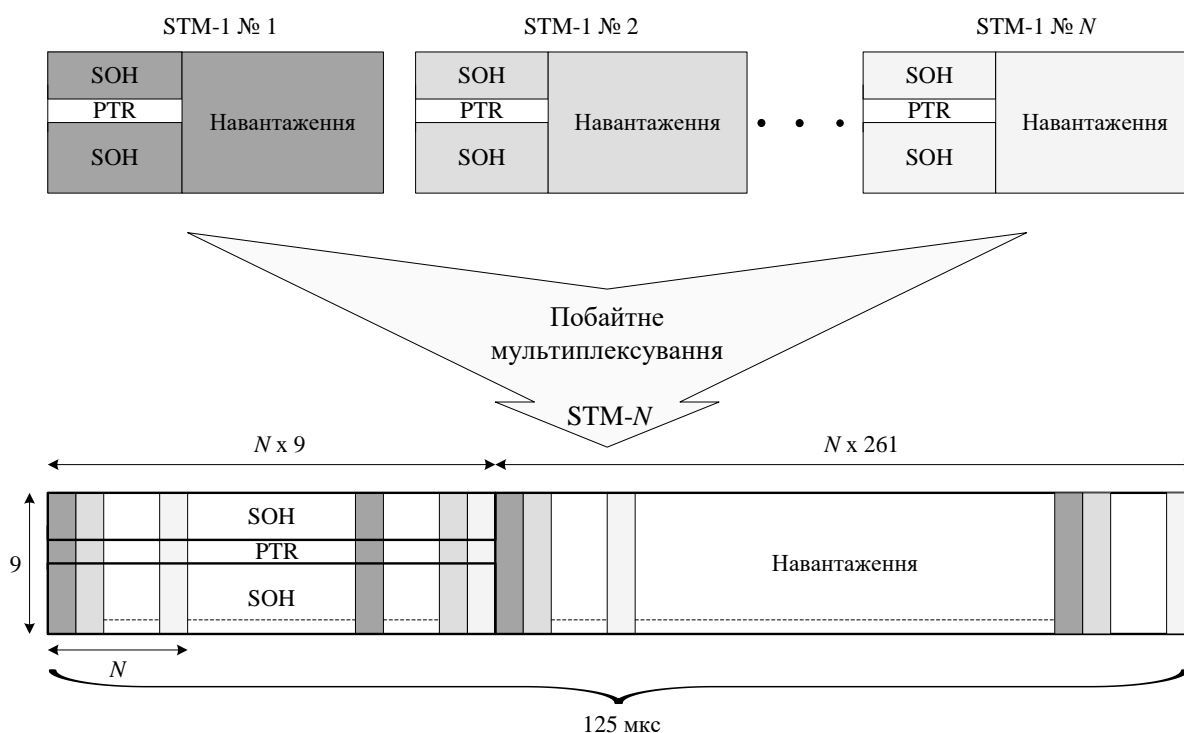 STM-1 № 1
STM-1 № 2
STM-1 № N
SOH
PTR
SOH
Навантаження
SOH
PTR
SOH
Навантаження
SOH
PTR
SOH
Навантаження
Побайтне
мультиплексування
STM-N
N x 9
N x 261
9
SOH
PTR
SOH
Навантаження
N
125 мкс